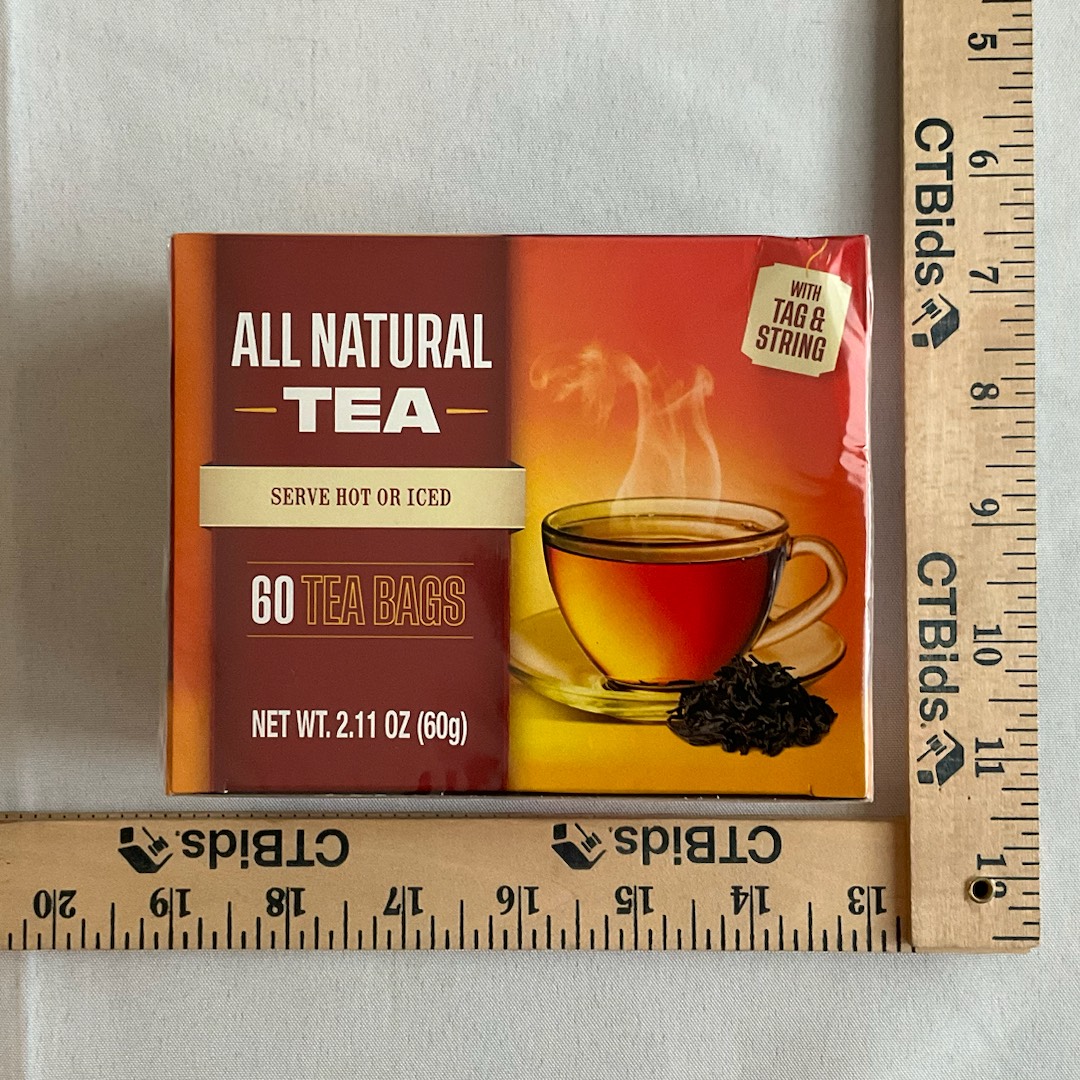 ALL NATURAL
TEA
SERVE HOT OR ICED
60 TEA BAGS
NET WT. 2.11 OZ (60g)
WITH
TAG &
STRING
5
6
7
8
9
10
11
12
CTBids.
CTBids.
CTBids.
CTBids.
13
14
15
16
17
18
19
20